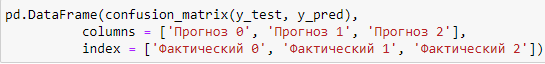 pd.DataFrame(confusion_matrix(y_test, y_pred),
columns = ['Прогноз 0', 'Прогноз 1', 'Прогноз 2'],
index = ['Фактический 0', 'Фактический 1', 'Фактический 2'])